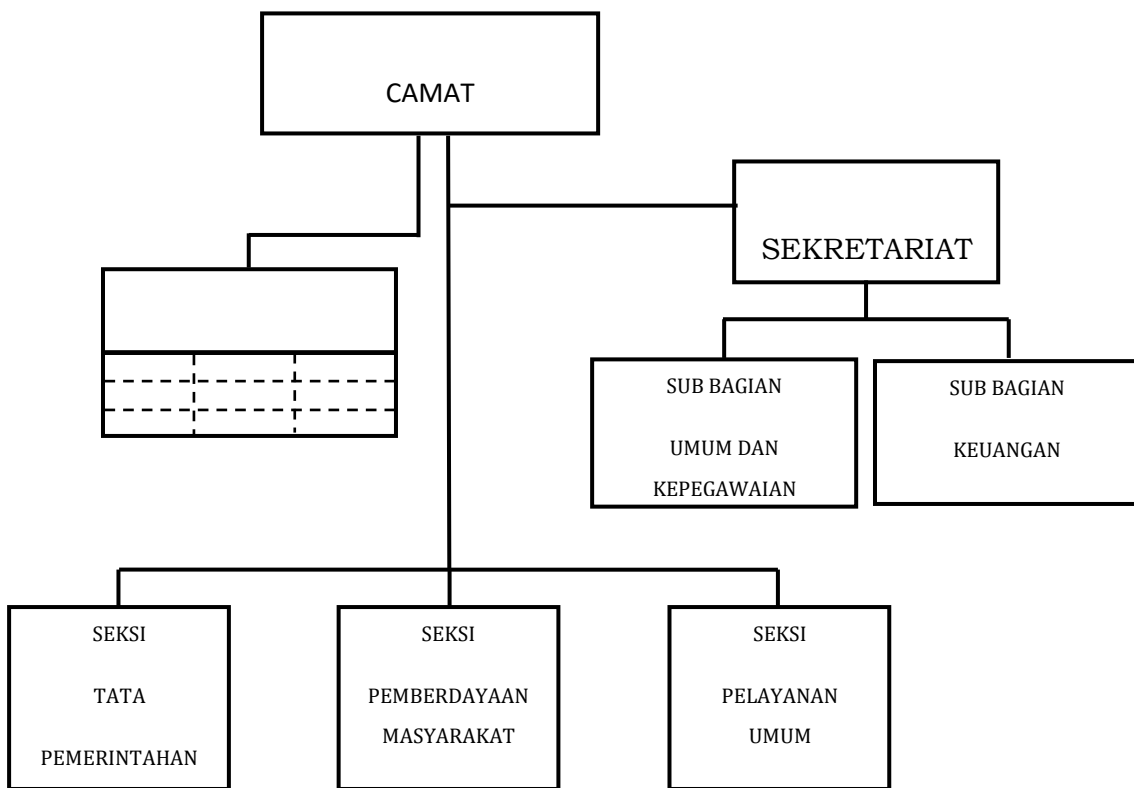 CAMAT
SEKRETARIAT
SUB BAGIAN
UMUM DAN
KEPEGAWAIAN
SUB BAGIAN
KEUANGAN
SEKSI
TATA
PEMERINTAHAN
SEKSI
PEMBERDAYAAN
MASYARAKAT
SEKSI
PELAYANAN
UMUM